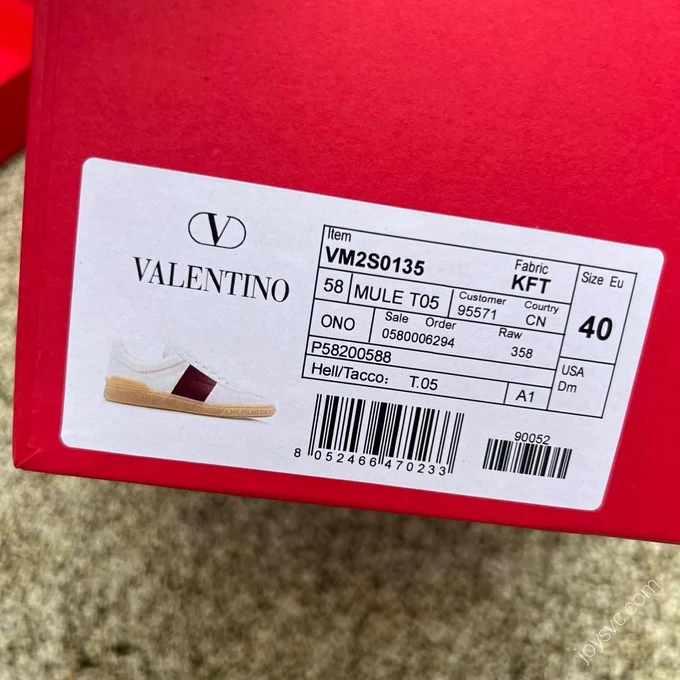 V
VALENTINO
Item
VM2S0135
Fabric
KFT
Size Eu
40
58
MULE T05
Customer
95571
Courtry
CN
ONO
Sale Order
0580006294
Raw
358
P58200588
USA
Dm
Hell/Tacco: T.05
A1
8 052466 470233
90052
joysvc.com